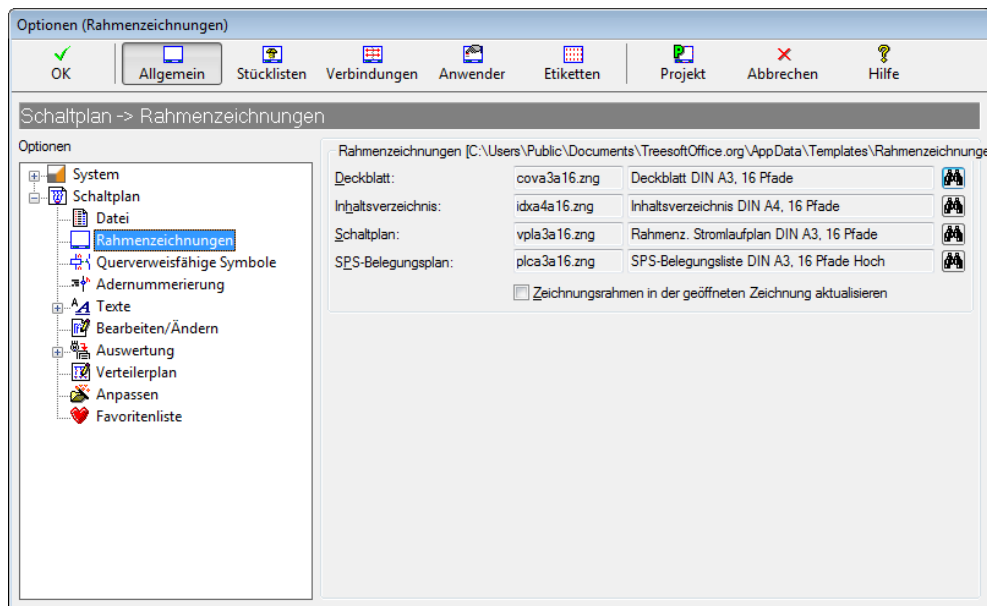 Optionen (Rahmenzeichnungen)
OK Allgemein Stücklisten Verbindungen Anwender Etiketten Projekt Abbrechen Hilfe
Schaltplan -> Rahmenzeichnungen
Optionen
System
Schaltplan
Datei
Rahmenzeichnungen
Querverweisfähige Symbole
Adernummerierung
Texte
Bearbeiten/Ändern
Auswertung
Verteilerplan
Anpassen
Favoritenliste
Rahmenzeichnungen [C:\Users\Public\Documents\TreesoftOffice.org\AppData\Templates\Rahmenzeichnunge
Deckblatt: cova3a16.zng Deckblatt DIN A3, 16 Pfade
Inhaltsverzeichnis: idxa4a16.zng Inhaltsverzeichnis DIN A4, 16 Pfade
Schaltplan: vpla3a16.zng Rahmenz. Stromlaufplan DIN A3, 16 Pfade
SPS-Belegungsplan: plca3a16.zng SPS-Belegungsliste DIN A3, 16 Pfade Hoch
Zeichnungsrahmen in der geöffneten Zeichnung aktualisieren